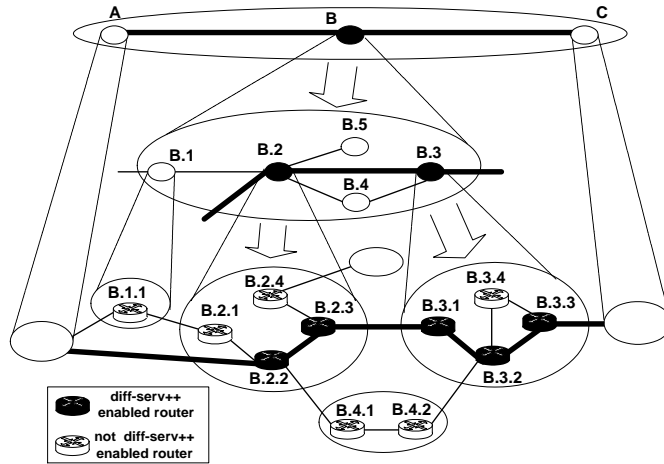 A
B
C
B.5
B.1
B.2
B.3
B.4
B.2.4
B.3.4
B.1.1
B.2.1
B.2.3
B.3.1
B.3.3
B.2.2
B.3.2
diff-serv++
enabled router
B.4.1
B.4.2
not diff-serv++
enabled router